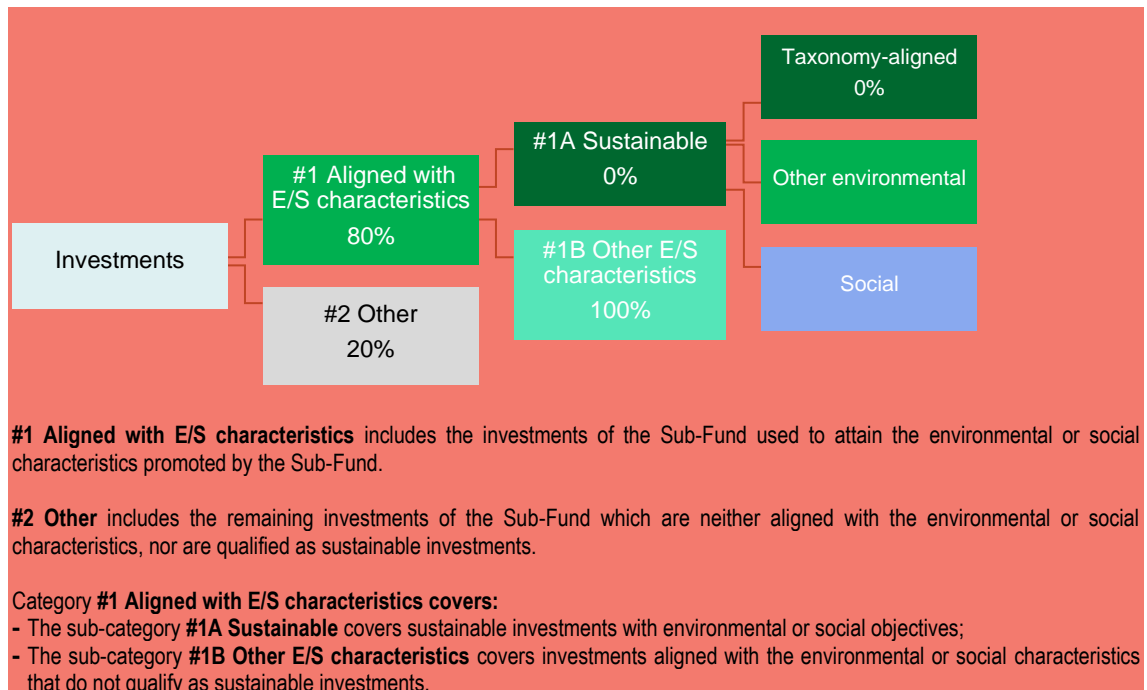 Investments
#1 Aligned with
E/S characteristics
80%
#2 Other
20%
#1A Sustainable
0%
#1B Other E/S
characteristics
100%
Taxonomy-aligned
0%
Other environmental
Social
#1 Aligned with E/S characteristics includes the investments of the Sub-Fund used to attain the environmental or social
characteristics promoted by the Sub-Fund.
#2 Other includes the remaining investments of the Sub-Fund which are neither aligned with the environmental or social
characteristics, nor are qualified as sustainable investments.
Category #1 Aligned with E/S characteristics covers:
- The sub-category #1A Sustainable covers sustainable investments with environmental or social objectives;
- The sub-category #1B Other E/S characteristics covers investments aligned with the environmental or social characteristics
that do not qualify as sustainable investments.